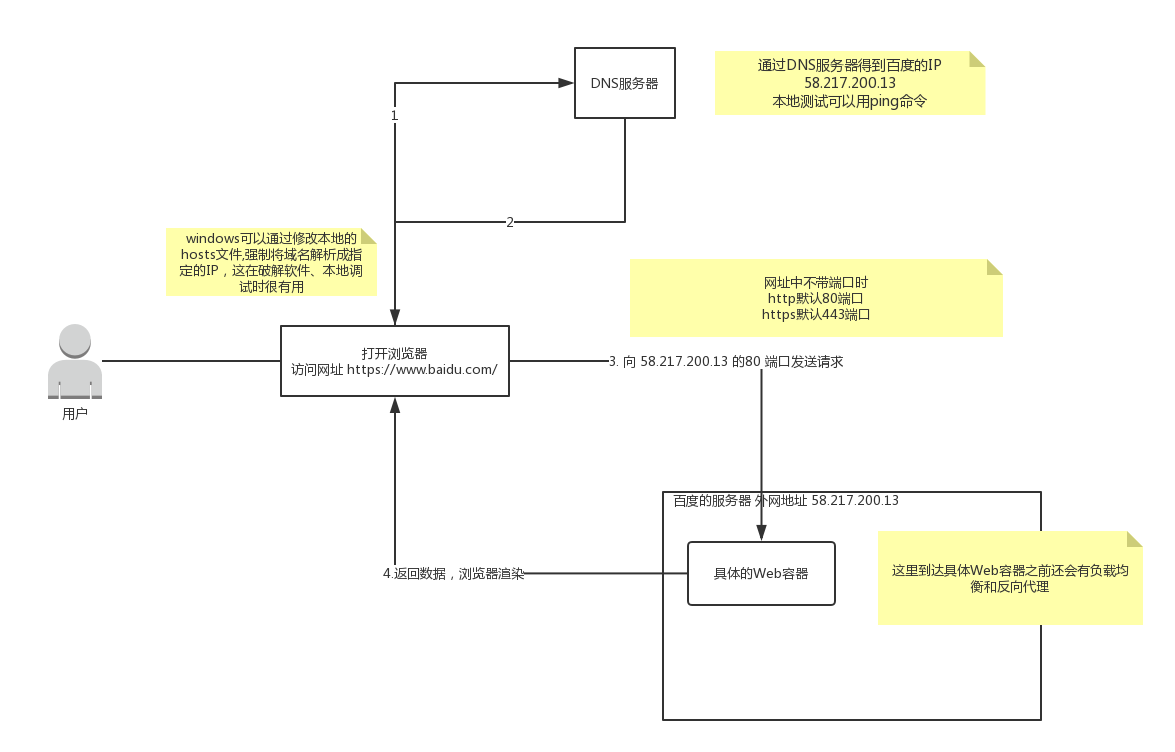 DNS服务器
通过DNS服务器得到百度的IP
58.217.200.13
本地测试可以用ping命令
1
2
windows可以通过修改本地的
hosts文件,强制将域名解析成指
定的IP，这在破解软件、本地调
试时很有用
网址中不带端口时
http默认80端口
https默认443端口
打开浏览器
访问网址 https://www.baidu.com/
3. 向 58.217.200.13 的80 端口发送请求
用户
百度的服务器 外网地址 58.217.200.13
4.返回数据，浏览器渲染
具体的Web容器
这里到达具体Web容器之前还会有负载均
衡和反向代理